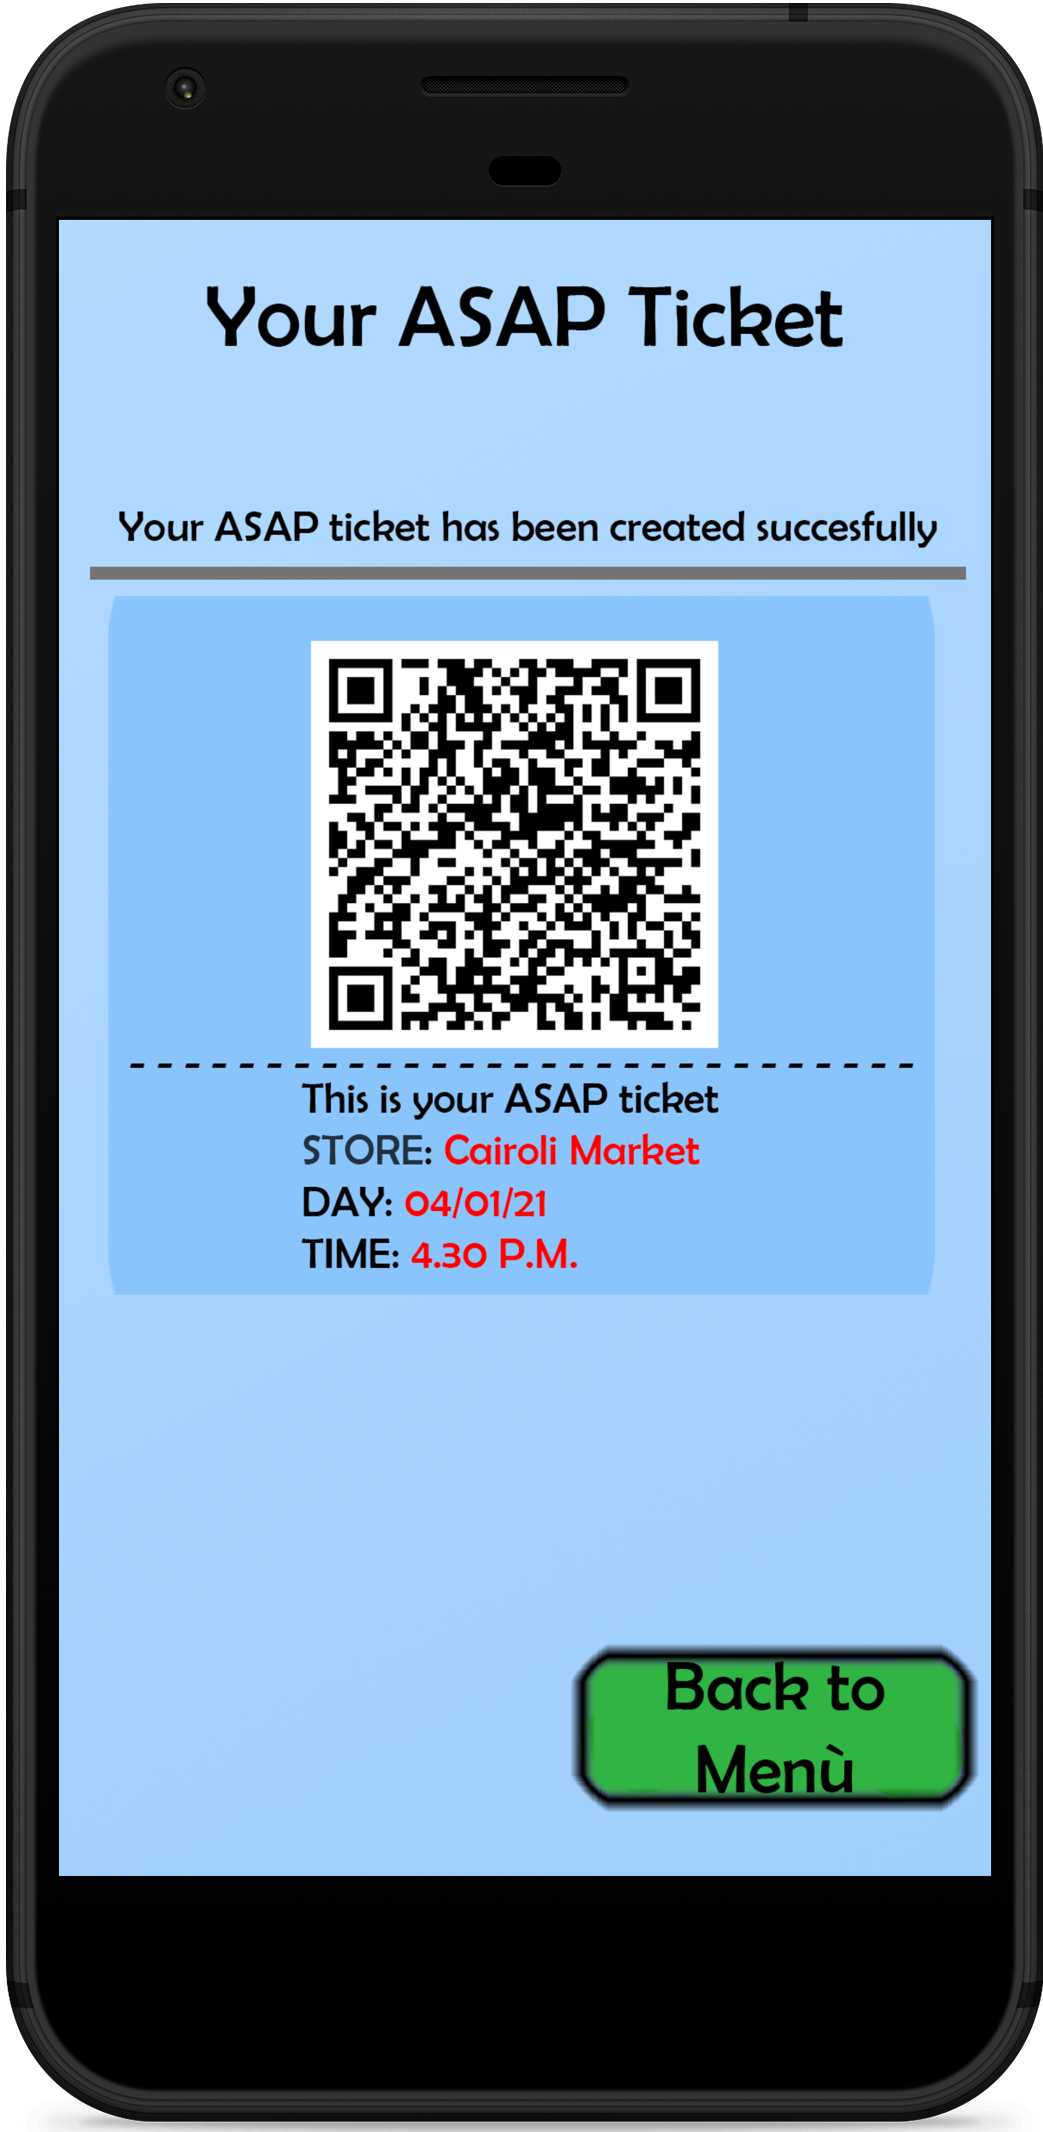 Your ASAP Ticket
Your ASAP ticket has been created succesfully
This is your ASAP ticket
STORE: Cairoli Market
DAY: 04/01/21
TIME: 4.30 P.M.
Back to
Menù